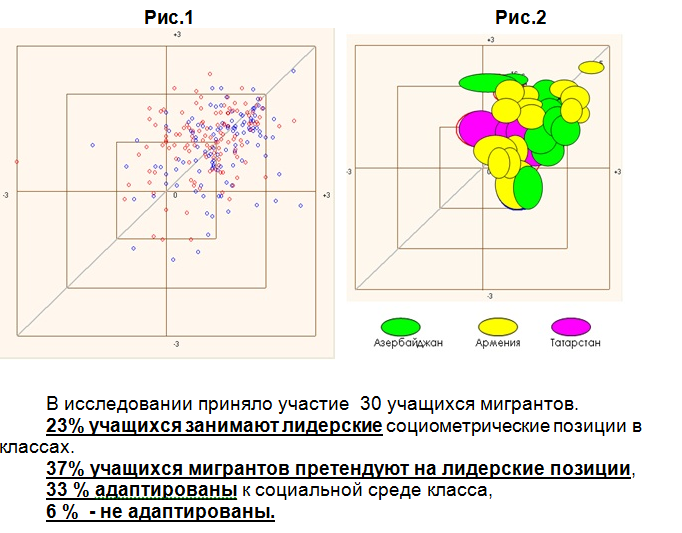 Рис.1 Рис.2
+3 +3
-3 0 +3 -3 0 +3
-3 -3
Азербайджан Армения Татарстан
В исследовании приняло участие 30 учащихся мигрантов.
23% учащихся занимают лидерские социометрические позиции в
классах.
37% учащихся мигрантов претендуют на лидерские позиции,
33 % адаптированы к социальной среде класса,
6 % - не адаптированы.